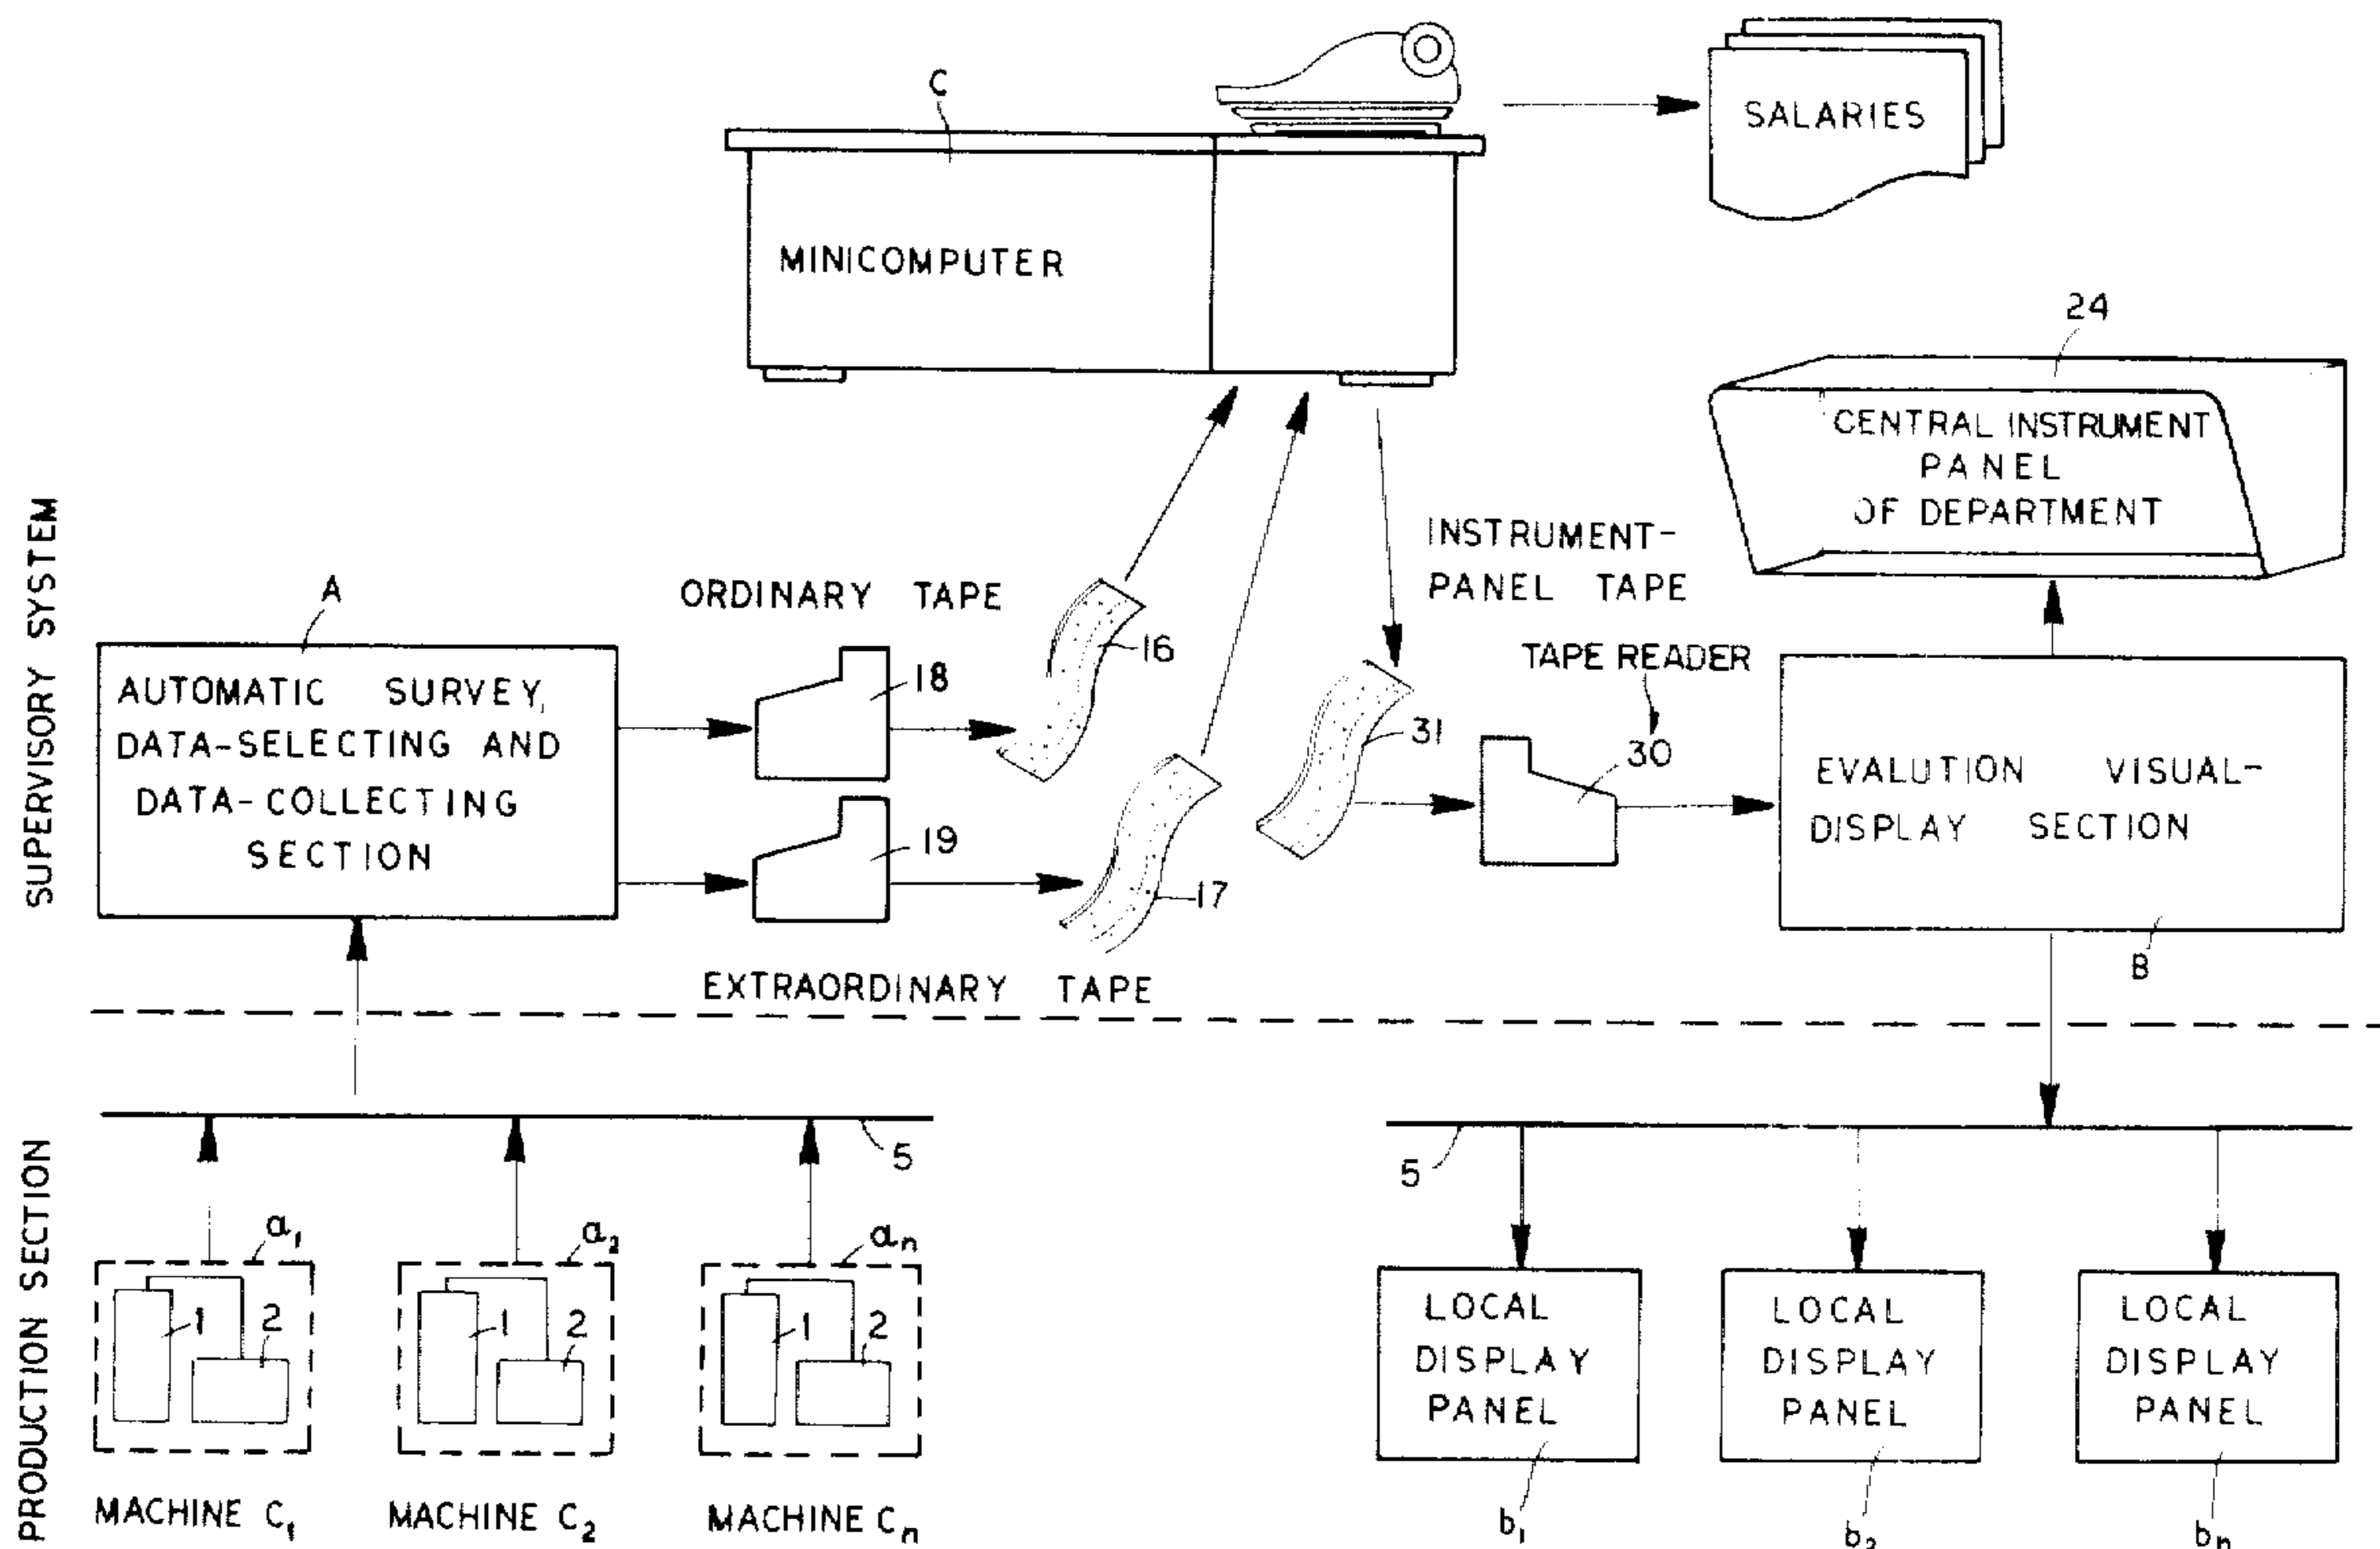 C
SALARIES
MINICOMPUTER
24
CENTRAL INSTRUMENT
PANEL
OF DEPARTMENT
SUPERVISORY SYSTEM
INSTRUMENT-
PANEL TAPE
A
ORDINARY TAPE
16
TAPE READER
18
AUTOMATIC SURVEY,
DATA-SELECTING AND
DATA-COLLECTING
SECTION
31
30
EVALUTION VISUAL-
DISPLAY SECTION
19
17
B
EXTRAORDINARY TAPE
PRODUCTION SECTION
5
5
a₁
a₂
aₙ
1
2
1
2
1
2
LOCAL
DISPLAY
PANEL
LOCAL
DISPLAY
PANEL
LOCAL
DISPLAY
PANEL
MACHINE C₁
MACHINE C₂
MACHINE Cₙ
b₁
b₂
bₙ